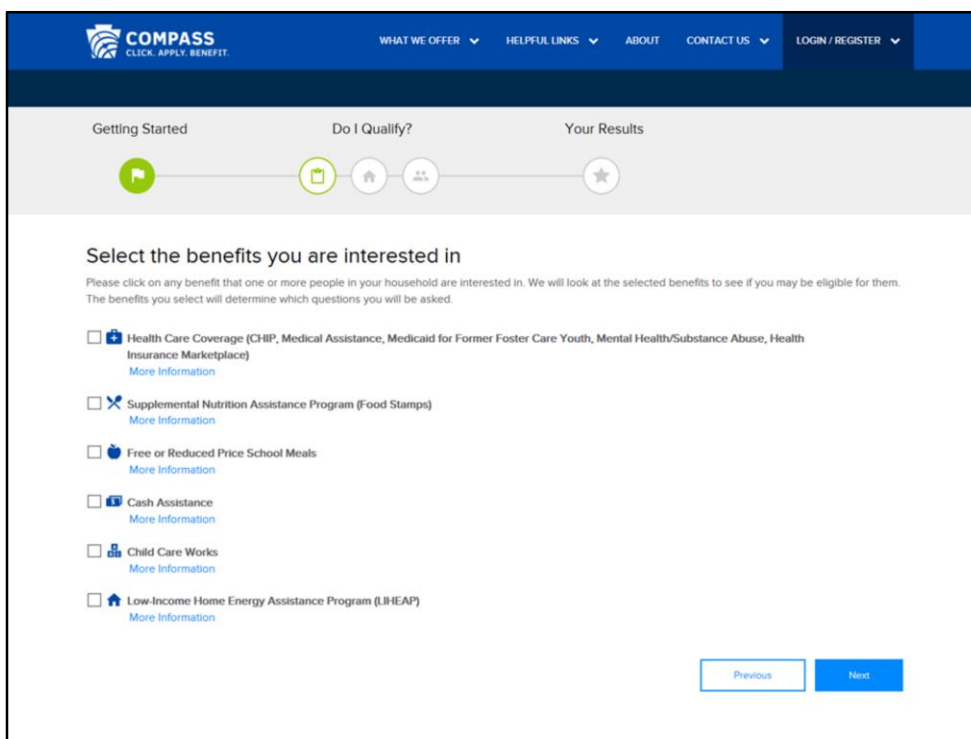 COMPASS
CLICK. APPLY. BENEFIT.
WHAT WE OFFER
HELPFUL LINKS
ABOUT
CONTACT US
LOGIN / REGISTER
Getting Started
Do I Qualify?
Your Results
Select the benefits you are interested in
Please click on any benefit that one or more people in your household are interested in. We will look at the selected benefits to see if you may be eligible for them.
The benefits you select will determine which questions you will be asked.
Health Care Coverage (CHIP, Medical Assistance, Medicaid for Former Foster Care Youth, Mental Health/Substance Abuse, Health
Insurance Marketplace)
More Information
Supplemental Nutrition Assistance Program (Food Stamps)
More Information
Free or Reduced Price School Meals
More Information
Cash Assistance
More Information
Child Care Works
More Information
Low-Income Home Energy Assistance Program (LIHEAP)
More Information
Previous
Next